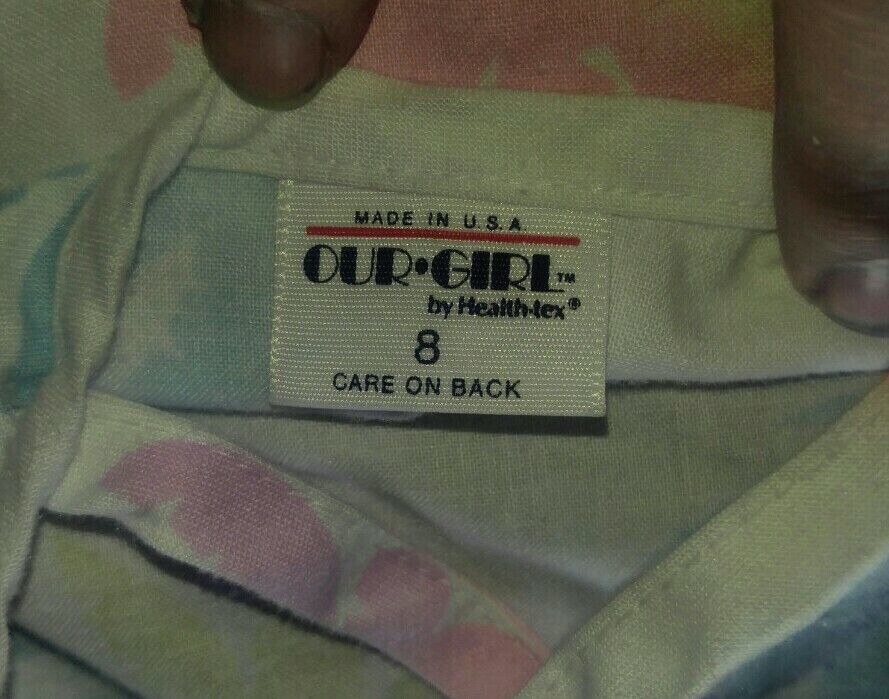 MADE IN U.S.A
OUR•GIRL™
by Health-tex®
8
CARE ON BACK